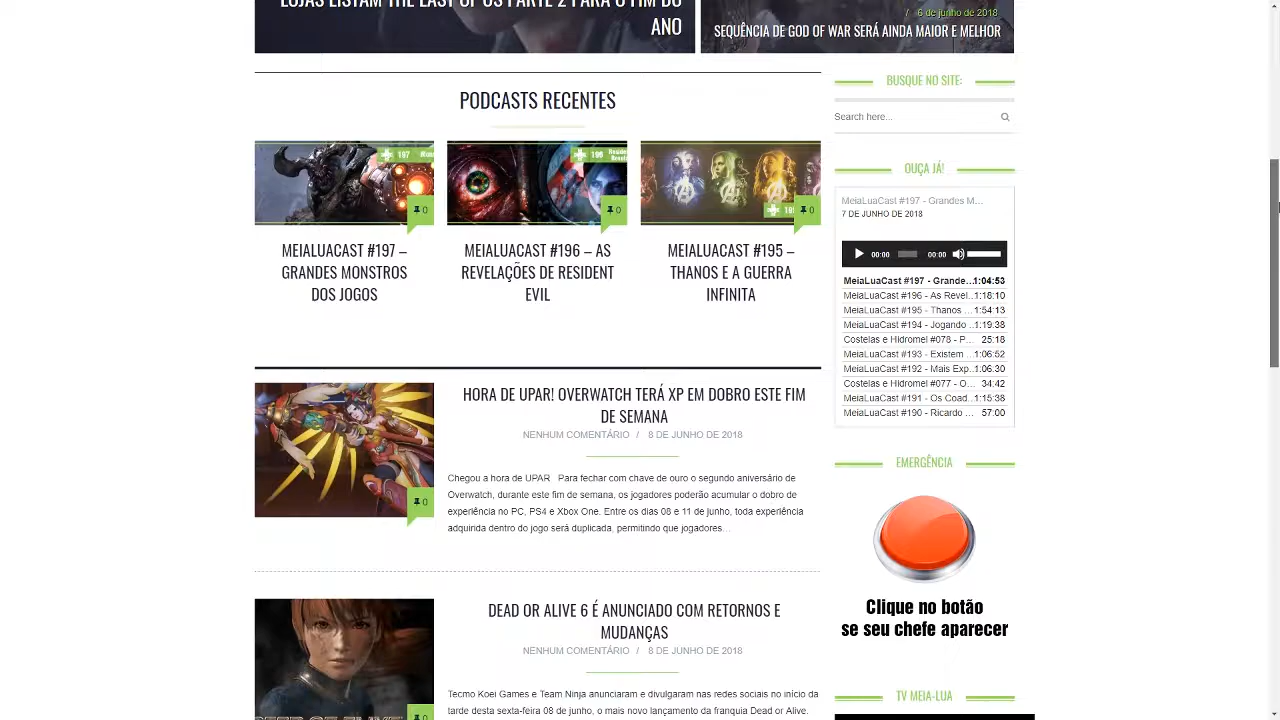 LOJAS LISTAM THE LAST OF US PARTE 2 PARA O FIM DO
ANO
/ 6 de junho de 2018
SEQUÊNCIA DE GOD OF WAR SERÁ AINDA MAIOR E MELHOR
PODCASTS RECENTES
197
0
196
0
0
MEIALUACAST #197 –
GRANDES MONSTROS
DOS JOGOS
MEIALUACAST #196 – AS
REVELAÇÕES DE RESIDENT
EVIL
MEIALUACAST #195 –
THANOS E A GUERRA
INFINITA
HORA DE UPAR! OVERWATCH TERÁ XP EM DOBRO ESTE FIM
DE SEMANA
NENHUM COMENTÁRIO / 8 DE JUNHO DE 2018
Chegou a hora de UPAR Para fechar com chave de ouro o segundo aniversário de
Overwatch, durante este fim de semana, os jogadores poderão acumular o dobro de
experiência no PC, PS4 e Xbox One. Entre os dias 08 e 11 de junho, toda experiência
adquirida dentro do jogo será duplicada, permitindo que jogadores...
0
DEAD OR ALIVE 6 É ANUNCIADO COM RETORNOS E
MUDANÇAS
NENHUM COMENTÁRIO / 8 DE JUNHO DE 2018
Tecmo Koei Games e Team Ninja anunciaram e divulgaram nas redes sociais no início da
tarde desta sexta-feira 08 de junho, o mais novo lançamento da franquia Dead or Alive.
0
BUSQUE NO SITE:
Search here...
OUÇA JÁ!
MeiaLuaCast #197 - Grandes M...
7 DE JUNHO DE 2018
00:00 00:00
MeiaLuaCast #197 - Grande... 1:04:53
MeiaLuaCast #196 - As Revel... 1:18:10
MeiaLuaCast #195 - Thanos ... 1:54:13
MeiaLuaCast #194 - Jogando ... 1:19:38
Costelas e Hidromel #078 - P... 25:18
MeiaLuaCast #193 - Existem ... 1:06:52
MeiaLuaCast #192 - Mais Exp... 1:06:30
Costelas e Hidromel #077 - O... 34:42
MeiaLuaCast #191 - Os Coad... 1:15:38
MeiaLuaCast #190 - Ricardo ... 57:00
EMERGÊNCIA
Clique no botão
se seu chefe aparecer
TV MEIA-LUA